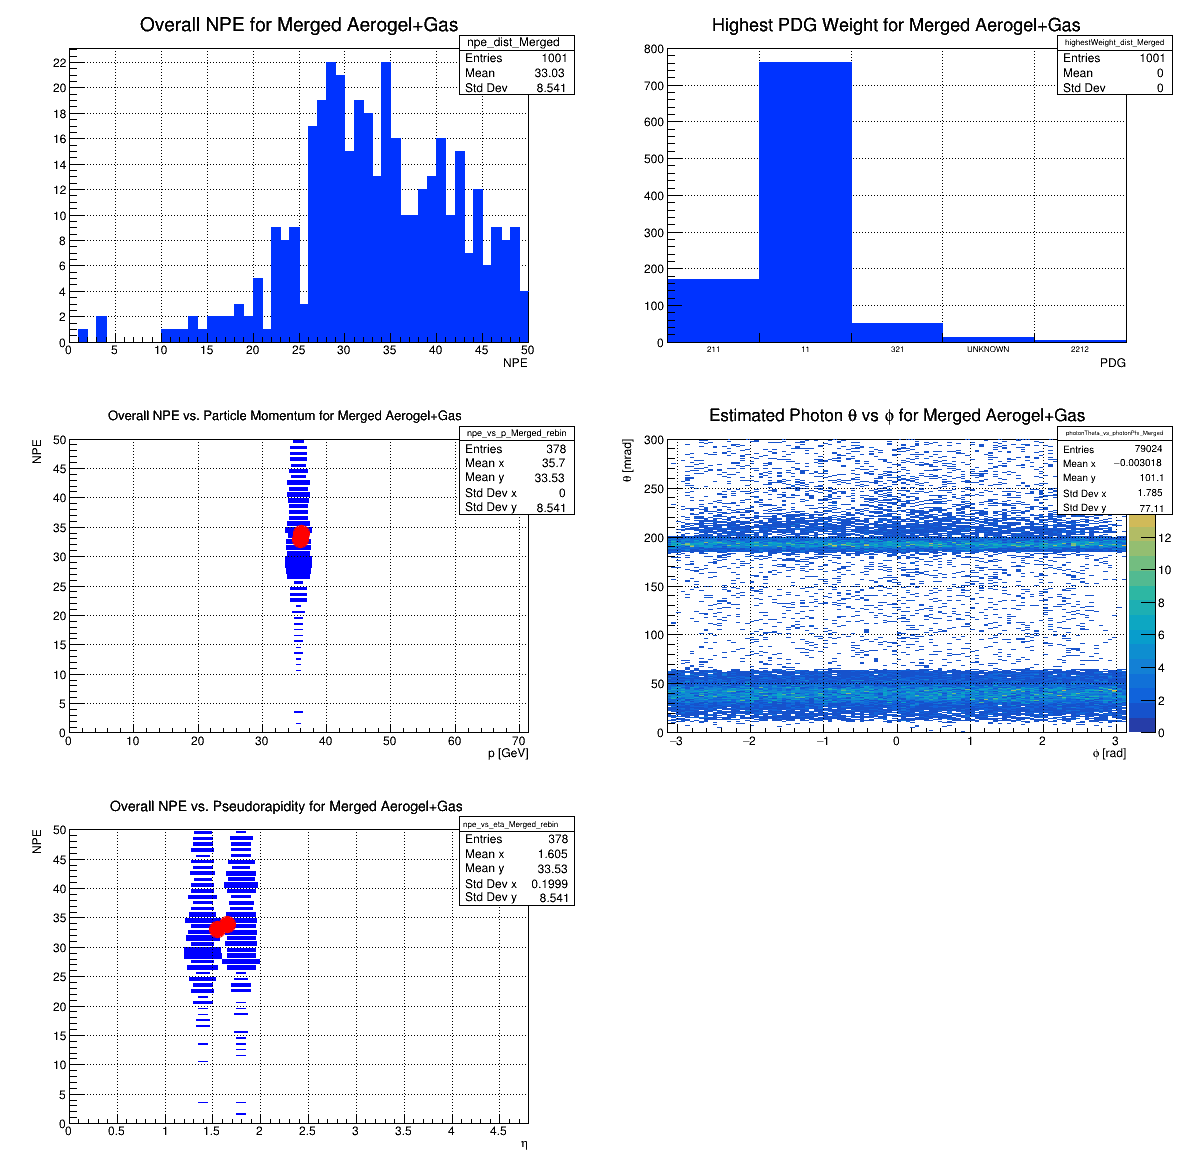 Overall NPE for Merged Aerogel+Gas
npe_dist_Merged
Entries 1001
Mean 33.03
Std Dev 8.541
22
20
18
16
14
12
10
8
6
4
2
0
0 5 10 15 20 25 30 35 40 45 50
NPE
Highest PDG Weight for Merged Aerogel+Gas
highestWeight_dist_Merged
Entries 1001
Mean 0
Std Dev 0
800
700
600
500
400
300
200
100
0
211 11 321 UNKNOWN 2212
PDG
Overall NPE vs. Particle Momentum for Merged Aerogel+Gas
npe_vs_p_Merged_rebin
Entries 378
Mean x 35.7
Mean y 33.53
Std Dev x 0
Std Dev y 8.541
NPE
50
45
40
35
30
25
20
15
10
5
0
0 10 20 30 40 50 60 70
p [GeV]
Estimated Photon θ vs ϕ for Merged Aerogel+Gas
photonTheta_vs_photonPhi_Merged
Entries 79024
Mean x −0.003018
Mean y 101.1
Std Dev x 1.785
Std Dev y 77.11
θ [mrad]
300
250
200
150
100
50
0
−3 −2 −1 0 1 2 3
ϕ [rad]
12
10
8
6
4
2
0
Overall NPE vs. Pseudorapidity for Merged Aerogel+Gas
npe_vs_eta_Merged_rebin
Entries 378
Mean x 1.605
Mean y 33.53
Std Dev x 0.1999
Std Dev y 8.541
NPE
50
45
40
35
30
25
20
15
10
5
0
0 0.5 1 1.5 2 2.5 3 3.5 4 4.5
η